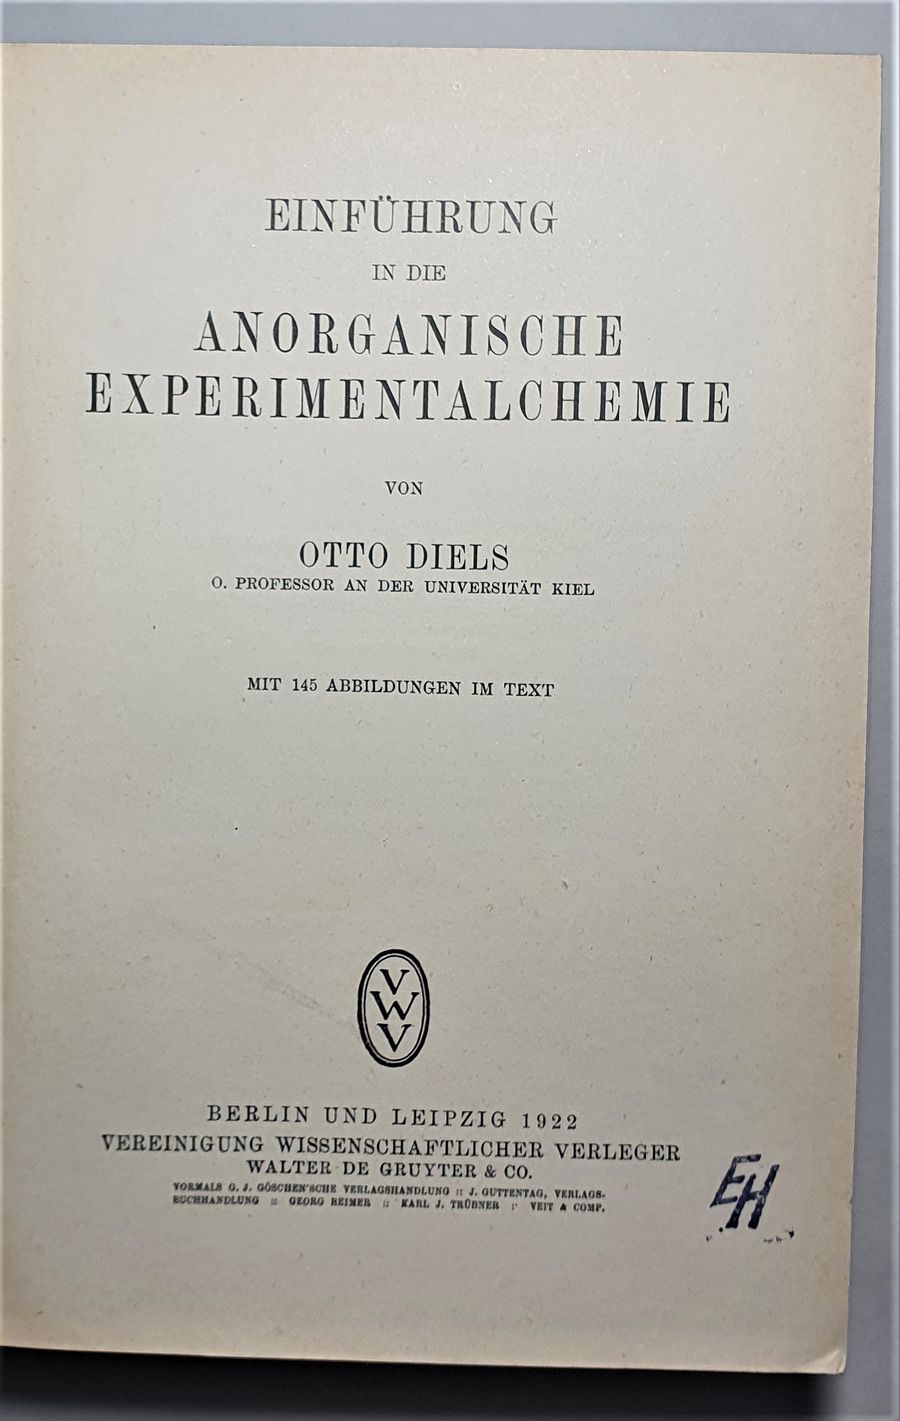 EINFÜHRUNG
IN DIE
ANORGANISCHE
EXPERIMENTALCHEMIE
VON
OTTO DIELS
O. PROFESSOR AN DER UNIVERSITÄT KIEL
MIT 145 ABBILDUNGEN IM TEXT
V
W
V
BERLIN UND LEIPZIG 1922
VEREINIGUNG WISSENSCHAFTLICHER VERLEGER
WALTER DE GRUYTER & CO.
VORMALS G. J. GÖSCHEN'SCHE VERLAGSHANDLUNG :: J. GUTTENTAG, VERLAGS-
BUCHHANDLUNG :: GEORG REIMER :: KARL J. TRÜBNER :: VEIT & COMP.
EH